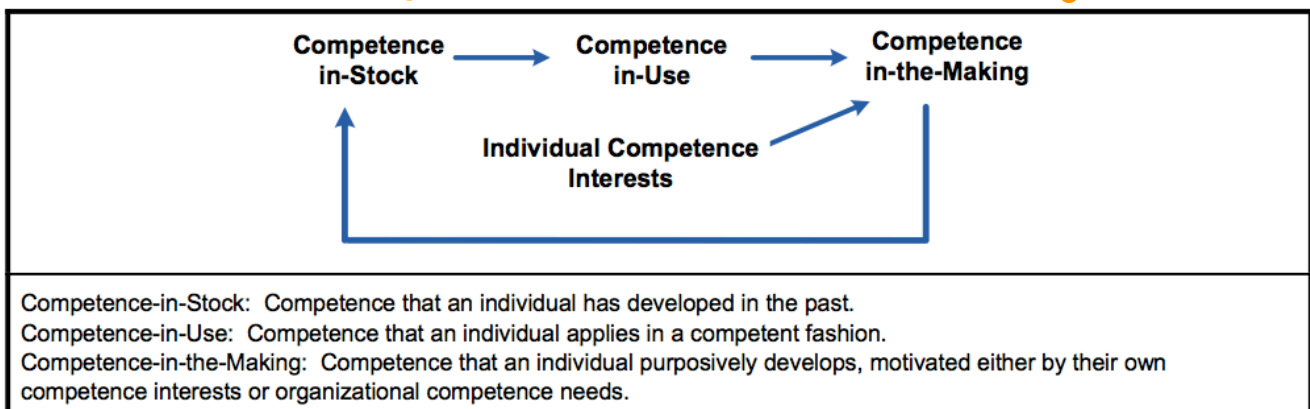 Competence
in-Stock
Competence
in-Use
Competence
in-the-Making
Individual Competence
Interests
Competence-in-Stock: Competence that an individual has developed in the past.
Competence-in-Use: Competence that an individual applies in a competent fashion.
Competence-in-the-Making: Competence that an individual purposively develops, motivated either by their own
competence interests or organizational competence needs.